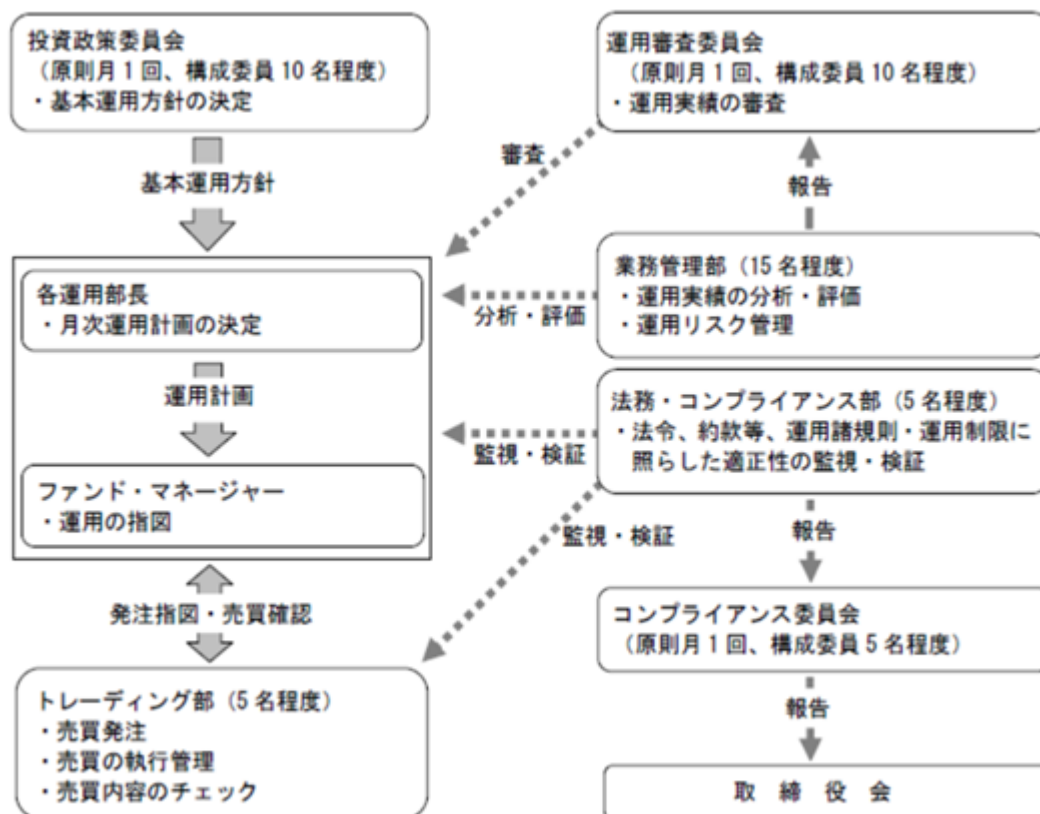 投資政策委員会
（原則月1回、構成委員10名程度）
・基本運用方針の決定
基本運用方針
各運用部長
・月次運用計画の決定
運用計画
ファンド・マネージャー
・運用の指図
発注指図・売買確認
トレーディング部（5名程度）
・売買発注
・売買の執行管理
・売買内容のチェック
運用審査委員会
（原則月1回、構成委員10名程度）
・運用実績の審査
審査
報告
業務管理部（15名程度）
・運用実績の分析・評価
・運用リスク管理
分析・評価
法務・コンプライアンス部（5名程度）
・法令、約款等、運用諸規則・運用制限に
照らした適正性の監視・検証
監視・検証
監視・検証
報告
コンプライアンス委員会
（原則月1回、構成委員5名程度）
報告
取締役会